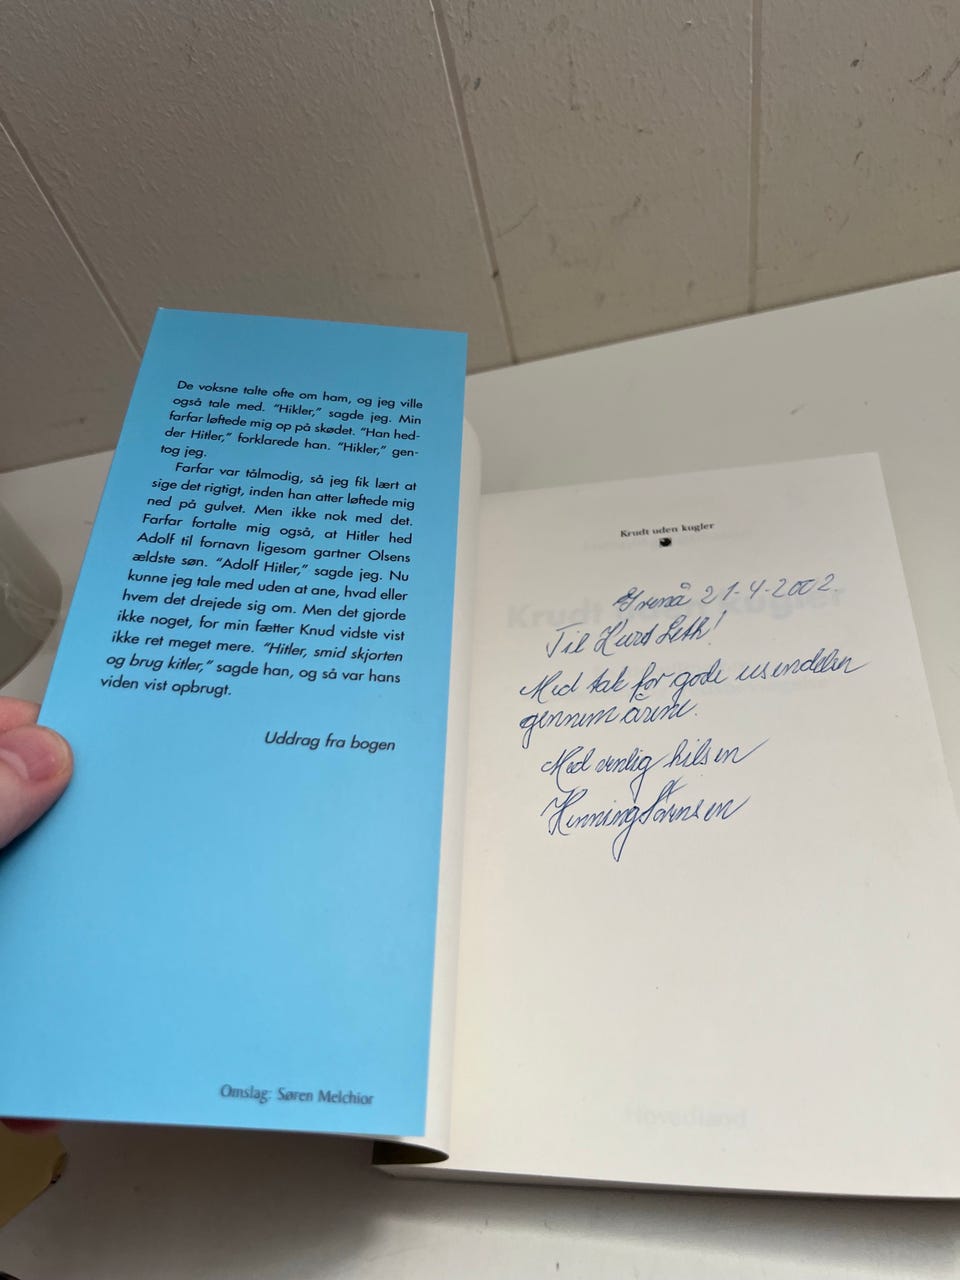 De voksne talte ofte om ham, og jeg ville
også tale med. "Hikler," sagde jeg. Min
farfar løftede mig op på skødet. "Han hed-
der Hitler," forklarede han. "Hikler," gen-
tog jeg.
Farfar var tålmodig, så jeg fik lært at
sige det rigtigt, inden han atter løftede mig
ned på gulvet. Men ikke nok med det.
Farfar fortalte mig også, at Hitler hed
Adolf til fornavn ligesom gartner Olsens
ældste søn. "Adolf Hitler," sagde jeg. Nu
kunne jeg tale med uden at ane, hvad eller
hvem det drejede sig om. Men det gjorde
ikke noget, for min fætter Knud vidste vist
ikke ret meget mere. "Hitler, smid skjorten
og brug kitler," sagde han, og så var hans
viden vist opbrugt.
Uddrag fra bogen
Omslag: Søren Melchior
Krudt uden kugler
Grenå 21-4-2002.
Til Leth!
Med tak for gode usendelser
gennem årene.
Med venlig hilsen
Henning Sørensen
Krudt uden kugler
Hovedland